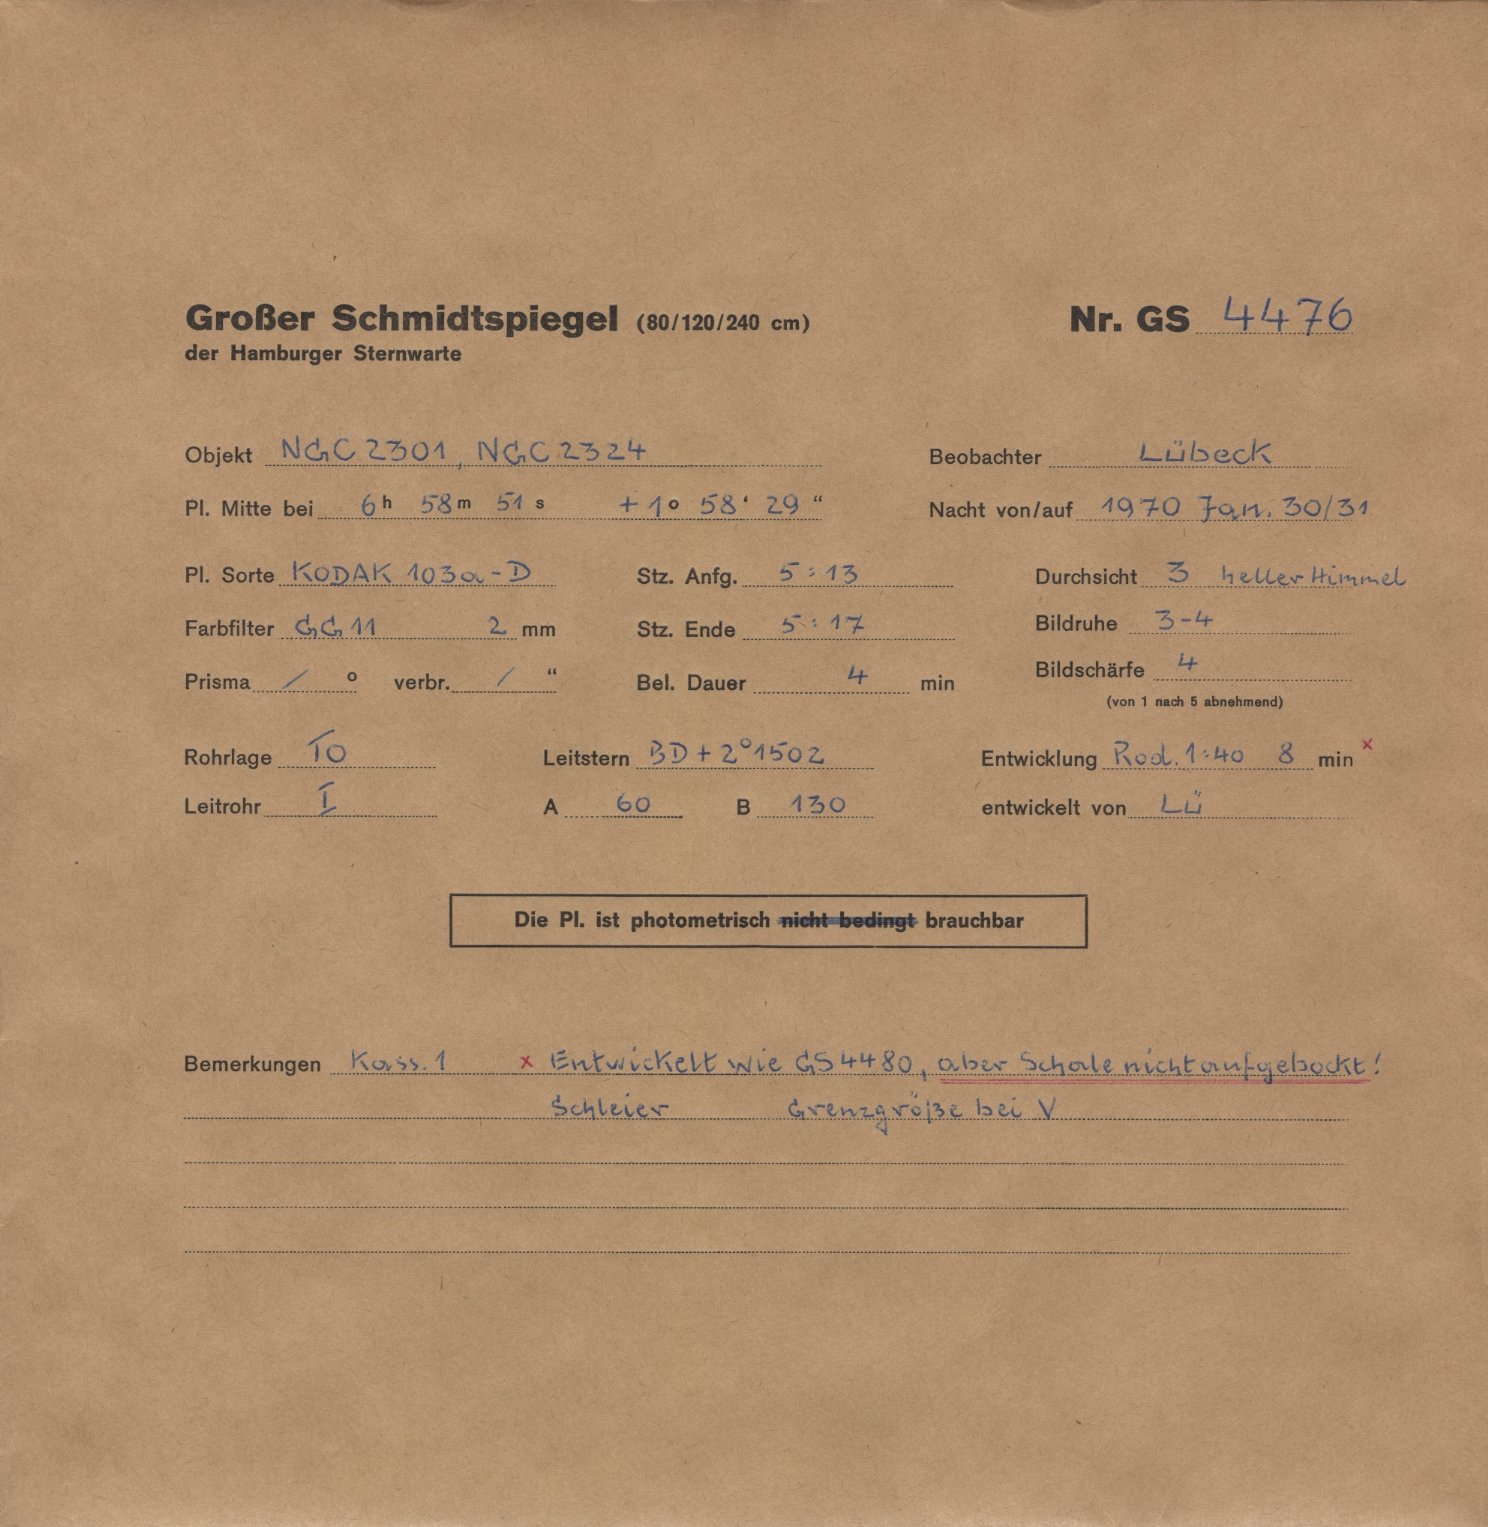 Großer Schmidtspiegel (80/120/240 cm) Nr. GS 4476
der Hamburger Sternwarte
Objekt NGC 2301, NGC 2324 Beobachter Lübeck
Pl. Mitte bei 6 h 58 m 51 s + 1 o 58 ‘ 29 “ Nacht von/auf 1970 Jan. 30/31
Pl. Sorte KODAK 103a-D Stz. Anfg. 5:13 Durchsicht 3 heller Himmel
Farbfilter GG 11 2 mm Stz. Ende 5:17 Bildruhe 3-4
Prisma / o verbr. / “ Bel. Dauer 4 min Bildschärfe 4
(von 1 nach 5 abnehmend)
Rohrlage TO Leitstern BD + 2°1502 Entwicklung Rod. 1:40 8 min x
Leitrohr I A 60 B 130 entwickelt von Lü
Die Pl. ist photometrisch nicht bedingt brauchbar
Bemerkungen Kass. 1 x Entwickelt wie GS 4480, aber Schale nicht aufgebockt!
Schleier Grenzgröße bei V